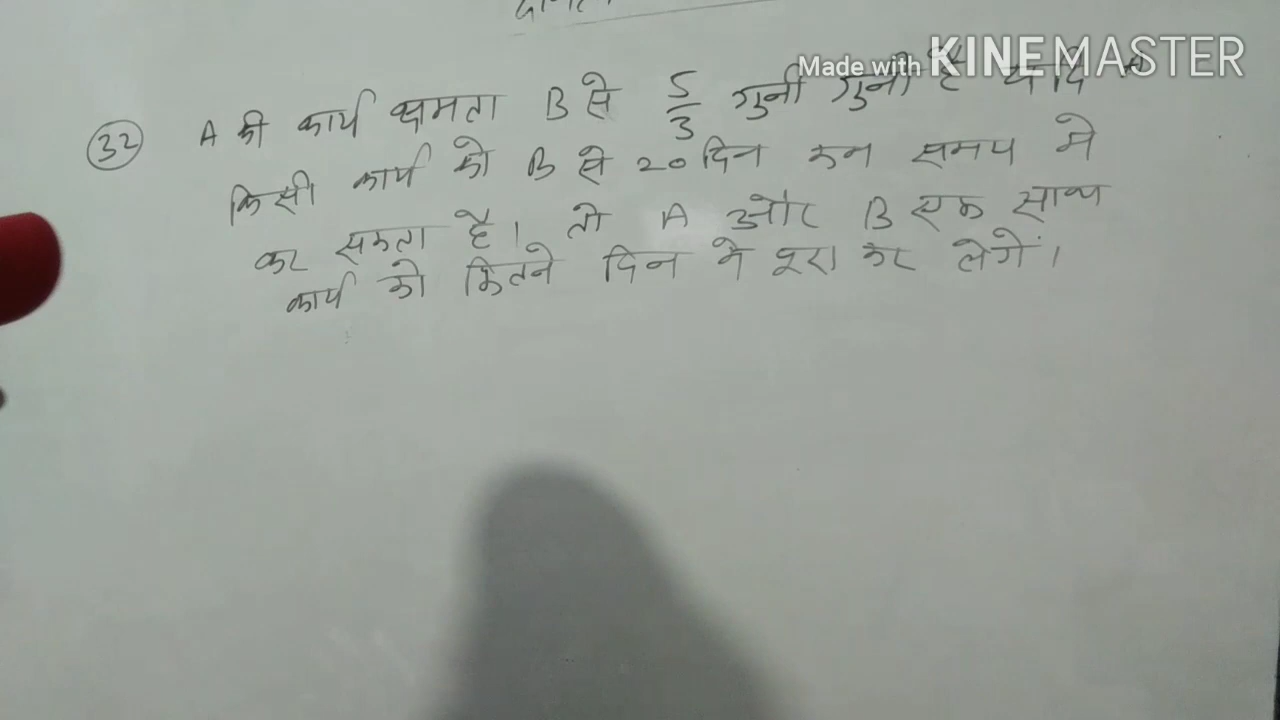 Made with KINEMASTER
32 A की कार्य क्षमता B से 5/3 गुनी गुनी है यदि A
किसी कार्य को B से 20 दिन कम समय मे
कर सकता है। तो A और B एक साथ
कार्य को कितने दिन मे पूरा कर लेगें।